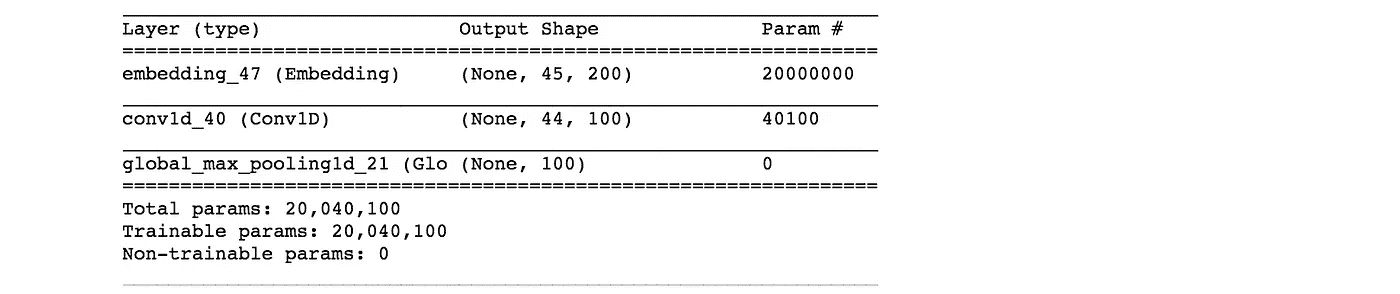 Layer (type) Output Shape Param #
=================================================================
embedding_47 (Embedding) (None, 45, 200) 20000000
conv1d_40 (Conv1D) (None, 44, 100) 40100
global_max_pooling1d_21 (Glo (None, 100) 0
=================================================================
Total params: 20,040,100
Trainable params: 20,040,100
Non-trainable params: 0